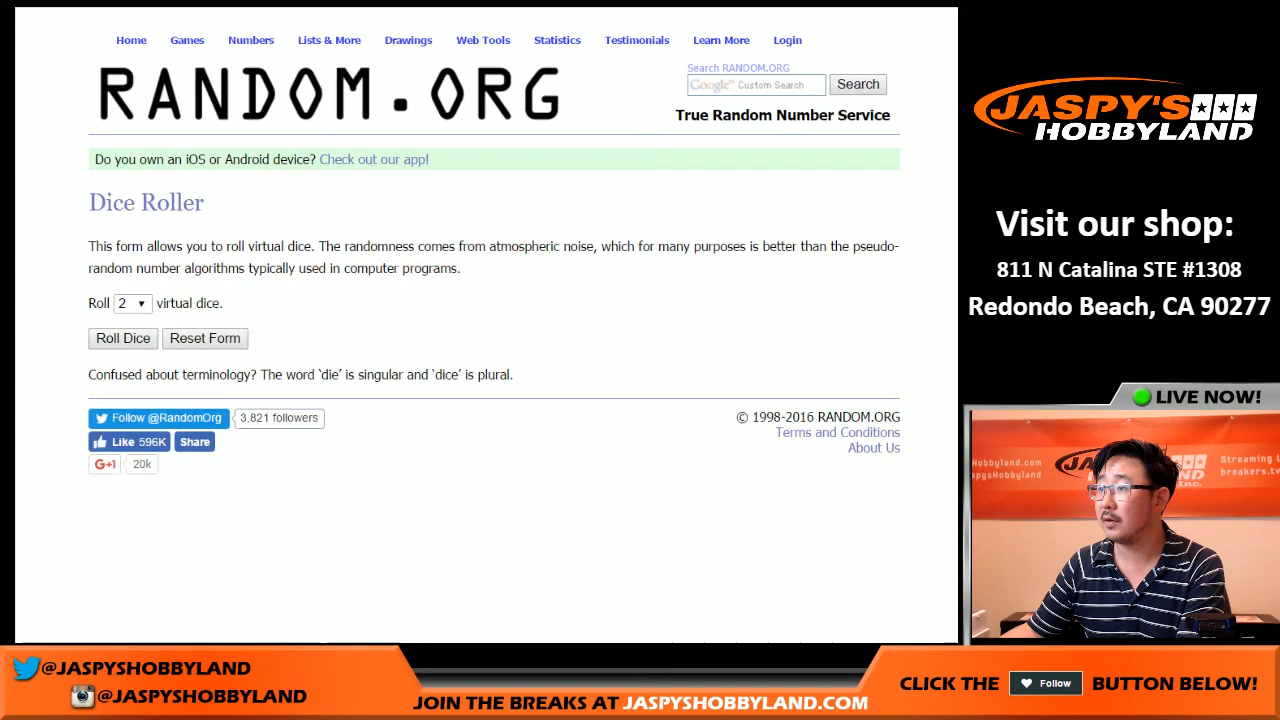 Home Games Numbers Lists & More Drawings Web Tools Statistics Testimonials Learn More Login
RANDOM.ORG
Search RANDOM.ORG
Google™ Custom Search Search
True Random Number Service
Do you own an iOS or Android device? Check out our app!
Dice Roller
This form allows you to roll virtual dice. The randomness comes from atmospheric noise, which for many purposes is better than the pseudo-
random number algorithms typically used in computer programs.
Roll 2 virtual dice.
Roll Dice Reset Form
Confused about terminology? The word ‘die’ is singular and ‘dice’ is plural.
Follow @RandomOrg 3,821 followers
Like 596K Share
G+1 20k
© 1998-2016 RANDOM.ORG
Terms and Conditions
About Us
JASPY'S
HOBBYLAND
Visit our shop:
811 N Catalina STE #1308
Redondo Beach, CA 90277
LIVE NOW!
Hobbyland.com
Streaming
breakers.tv
@JASPYSHOBBYLAND
@JASPYSHOBBYLAND
JOIN THE BREAKS AT JASPYSHOBBYLAND.COM
CLICK THE Follow BUTTON BELOW!